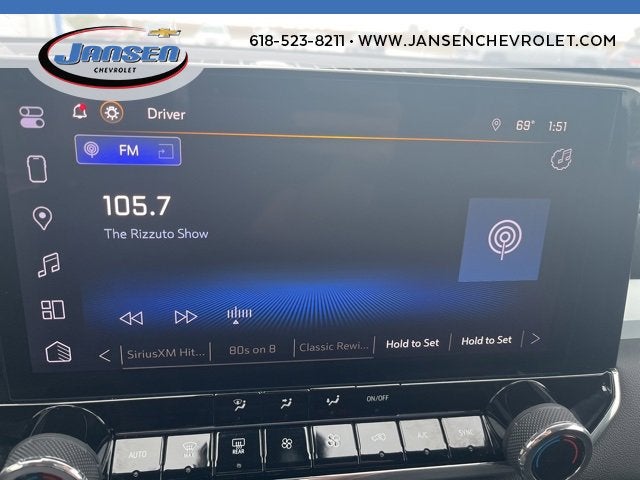 JANSEN
CHEVROLET
618-523-8211 • WWW.JANSENCHEVROLET.COM
Driver
69° 1:51
FM
105.7
The Rizzuto Show
SiriusXM Hit... 80s on 8 Classic Rewi... Hold to Set Hold to Set
ON/OFF
AUTO MAX REAR A/C SYNC